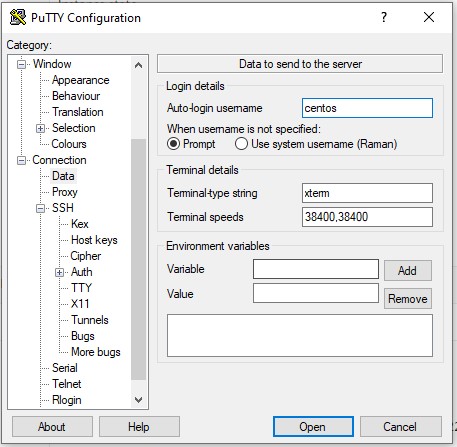 PuTTY Configuration
?
X
Category:
Window
Appearance
Behaviour
Translation
Selection
Colours
Connection
Data
Proxy
SSH
Kex
Host keys
Cipher
Auth
TTY
X11
Tunnels
Bugs
More bugs
Serial
Telnet
Rlogin
Data to send to the server
Login details
Auto-login username centos
When username is not specified:
Prompt Use system username (Raman)
Terminal details
Terminal-type string xterm
Terminal speeds 38400,38400
Environment variables
Variable Add
Value Remove
About Help Open Cancel